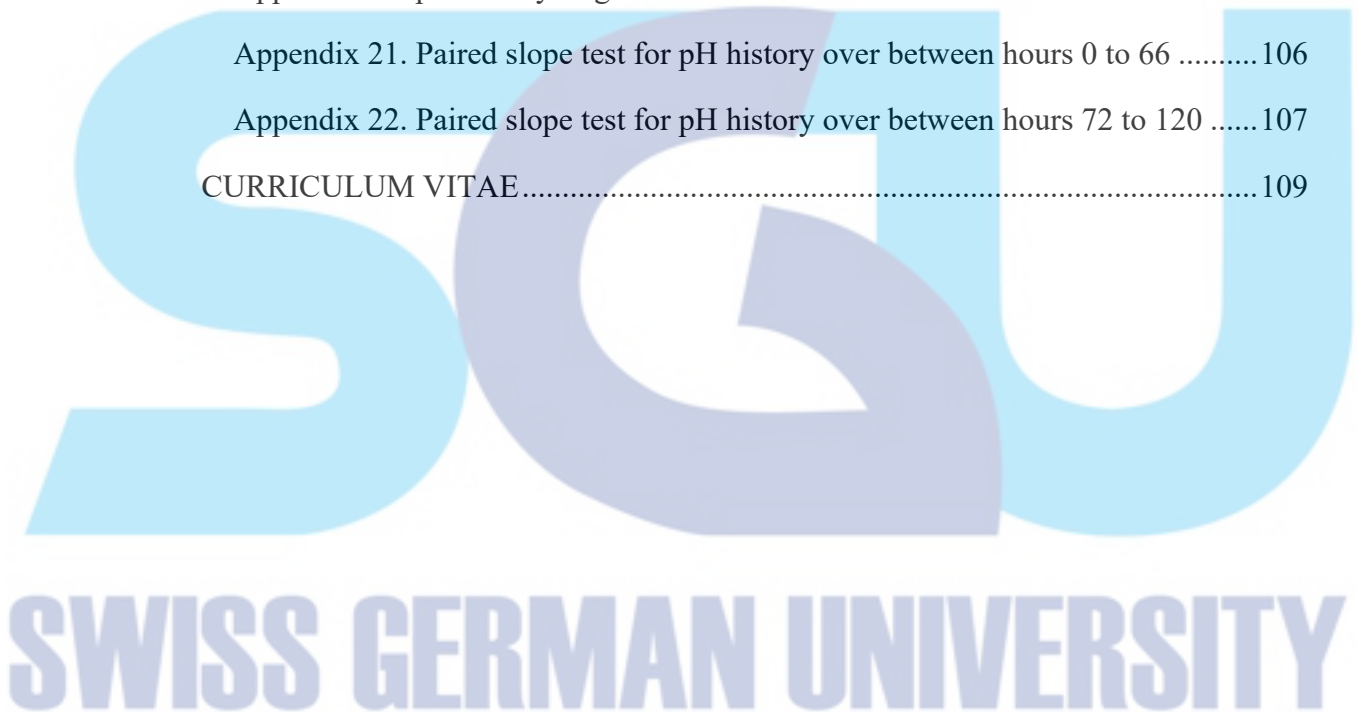 Appendix 21. Paired slope test for pH history over between hours 0 to 66 ..........106
Appendix 22. Paired slope test for pH history over between hours 72 to 120 ......107
CURRICULUM VITAE.............................................................................................109
SGU
SWISS GERMAN UNIVERSITY